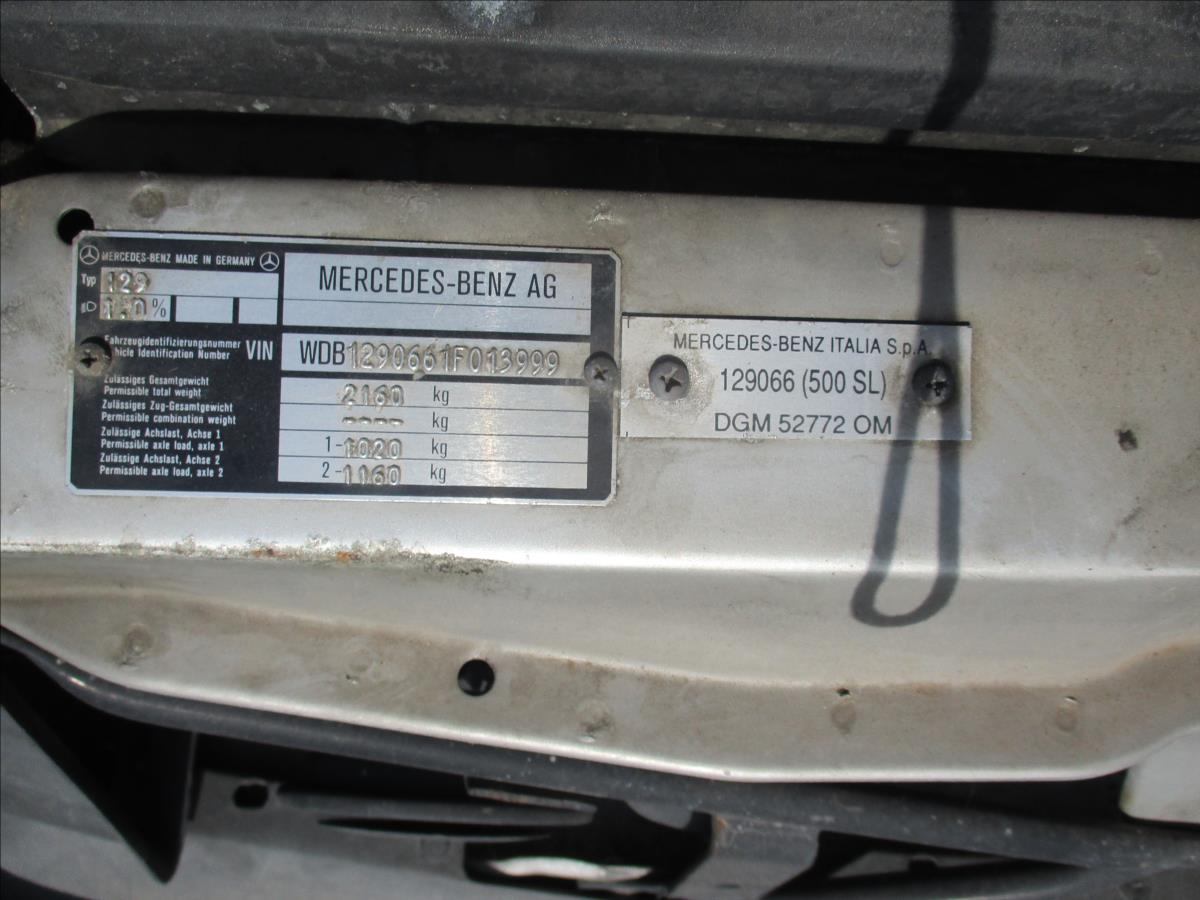 MERCEDES-BENZ MADE IN GERMANY
Typ 129
%
MERCEDES-BENZ AG
Fahrzeugidentifizierungsnummer
Vehicle Identification Number VIN WDB1290661F013999
Zulässiges Gesamtgewicht
Permissible total weight 2160 kg
Zulässiges Zug-Gesamtgewicht
Permissible combination weight ---- kg
Zulässige Achslast, Achse 1
Permissible axle load, axle 1 1-1020 kg
Zulässige Achslast, Achse 2
Permissible axle load, axle 2 2-1160 kg
MERCEDES-BENZ ITALIA S.p.A.
129066 (500 SL)
DGM 52772 OM